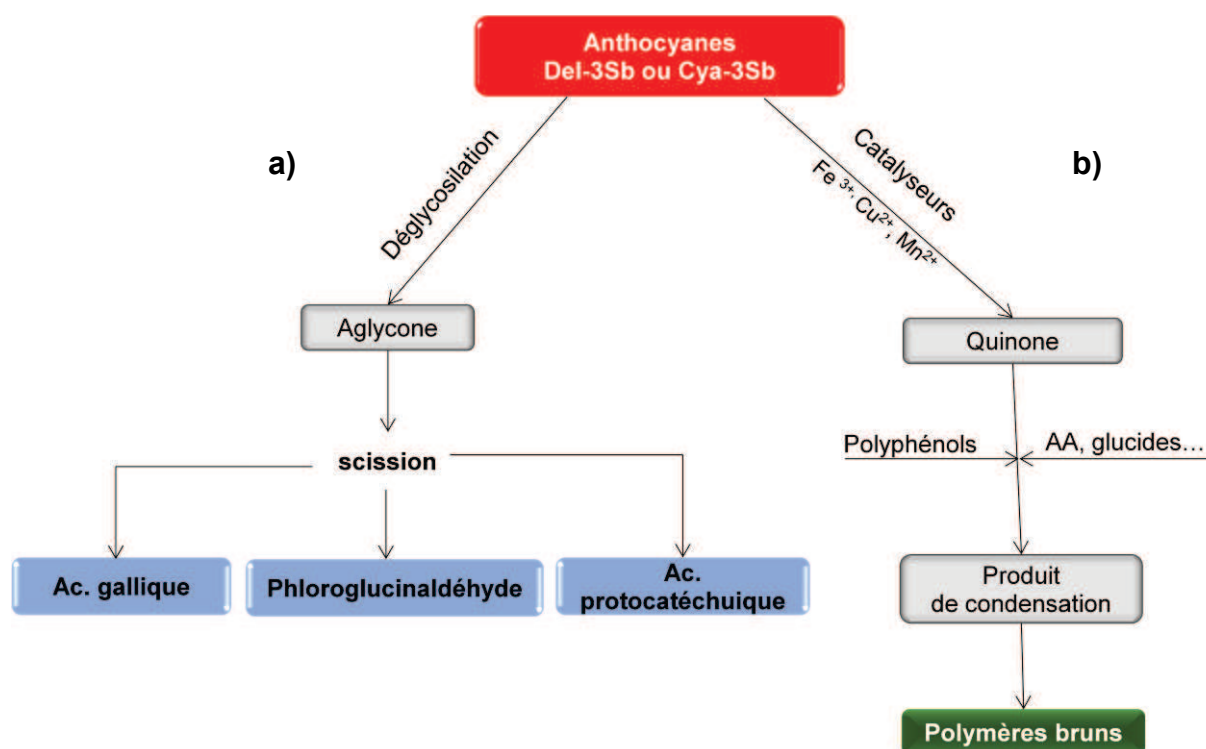 Anthocyanes
Del-3Sb ou Cya-3Sb
a)
Déglycosilation
Catalyseurs
Fe ³⁺, Cu²⁺, Mn²⁺
b)
Aglycone
Quinone
scission
Polyphénols
AA, glucides…
Ac. gallique
Phloroglucinaldéhyde
Ac.
protocatéchuique
Produit
de condensation
Polymères bruns